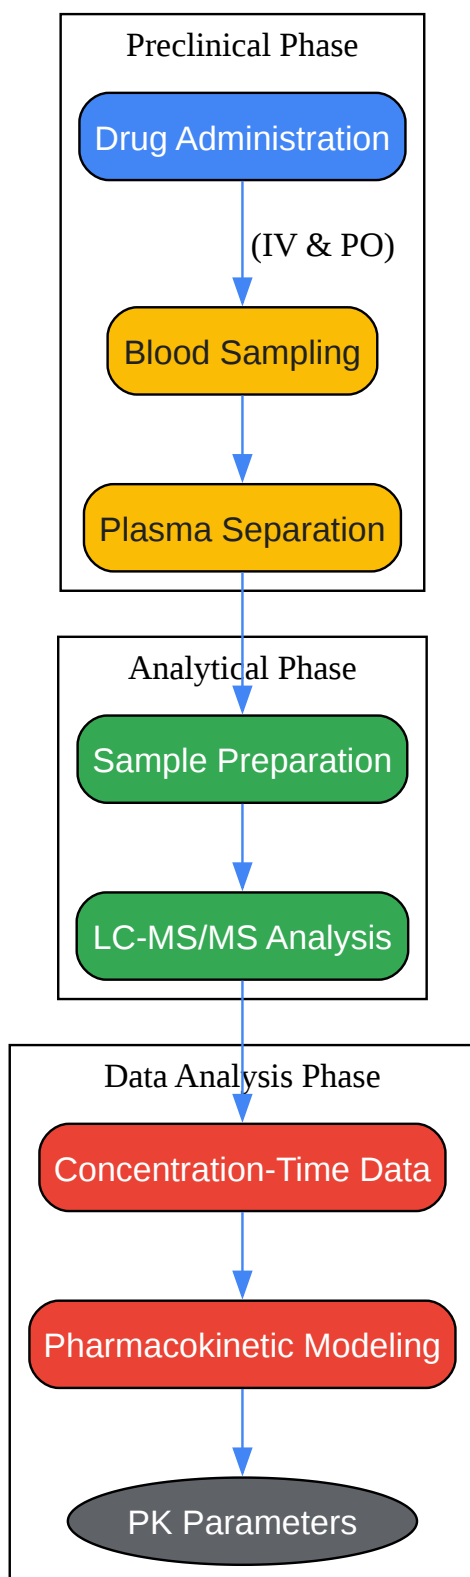 Preclinical Phase
Drug Administration
(IV & PO)
Blood Sampling
Plasma Separation
Analytical Phase
Sample Preparation
LC-MS/MS Analysis
Data Analysis Phase
Concentration-Time Data
Pharmacokinetic Modeling
PK Parameters